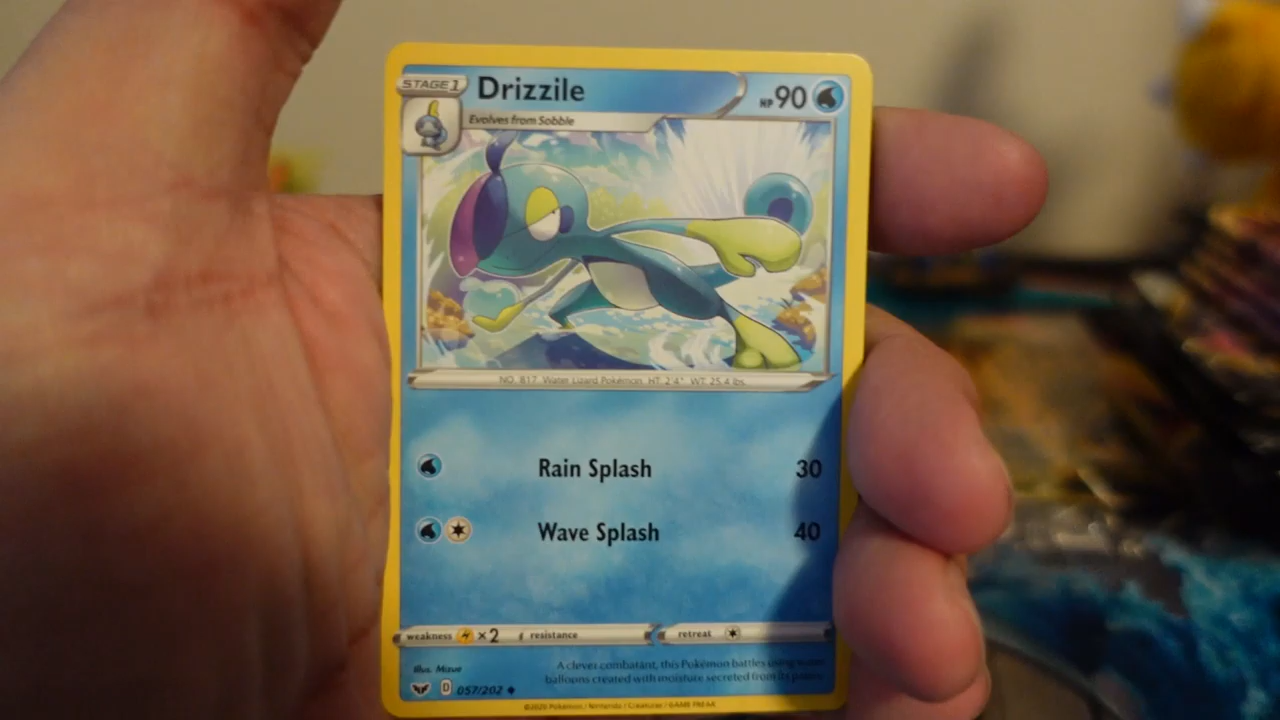 STAGE 1
Drizzile
HP 90
Evolves from Sobble
NO. 817 Water Lizard Pokémon HT: 2'4" WT: 25.4 lbs.
Rain Splash 30
Wave Splash 40
weakness ×2 resistance retreat
Illus. Mizue
A clever combatant, this Pokémon battles using water
balloons created with moisture secreted from its palms.
D 057/202
©2020 Pokémon / Nintendo / Creatures / GAME FREAK